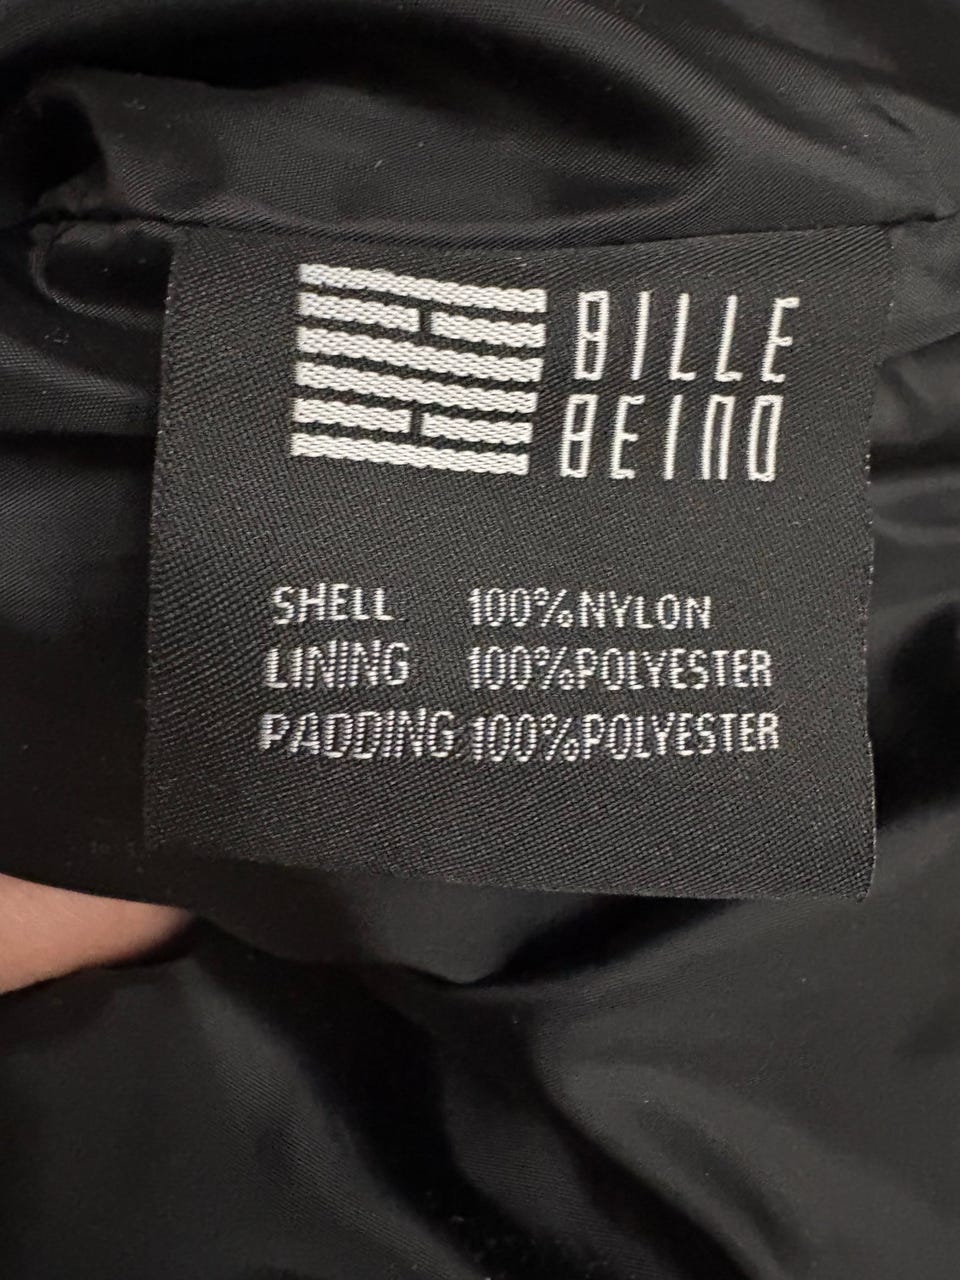 BILLE
BEINO
SHELL 100%NYLON
LINING 100%POLYESTER
PADDING 100%POLYESTER